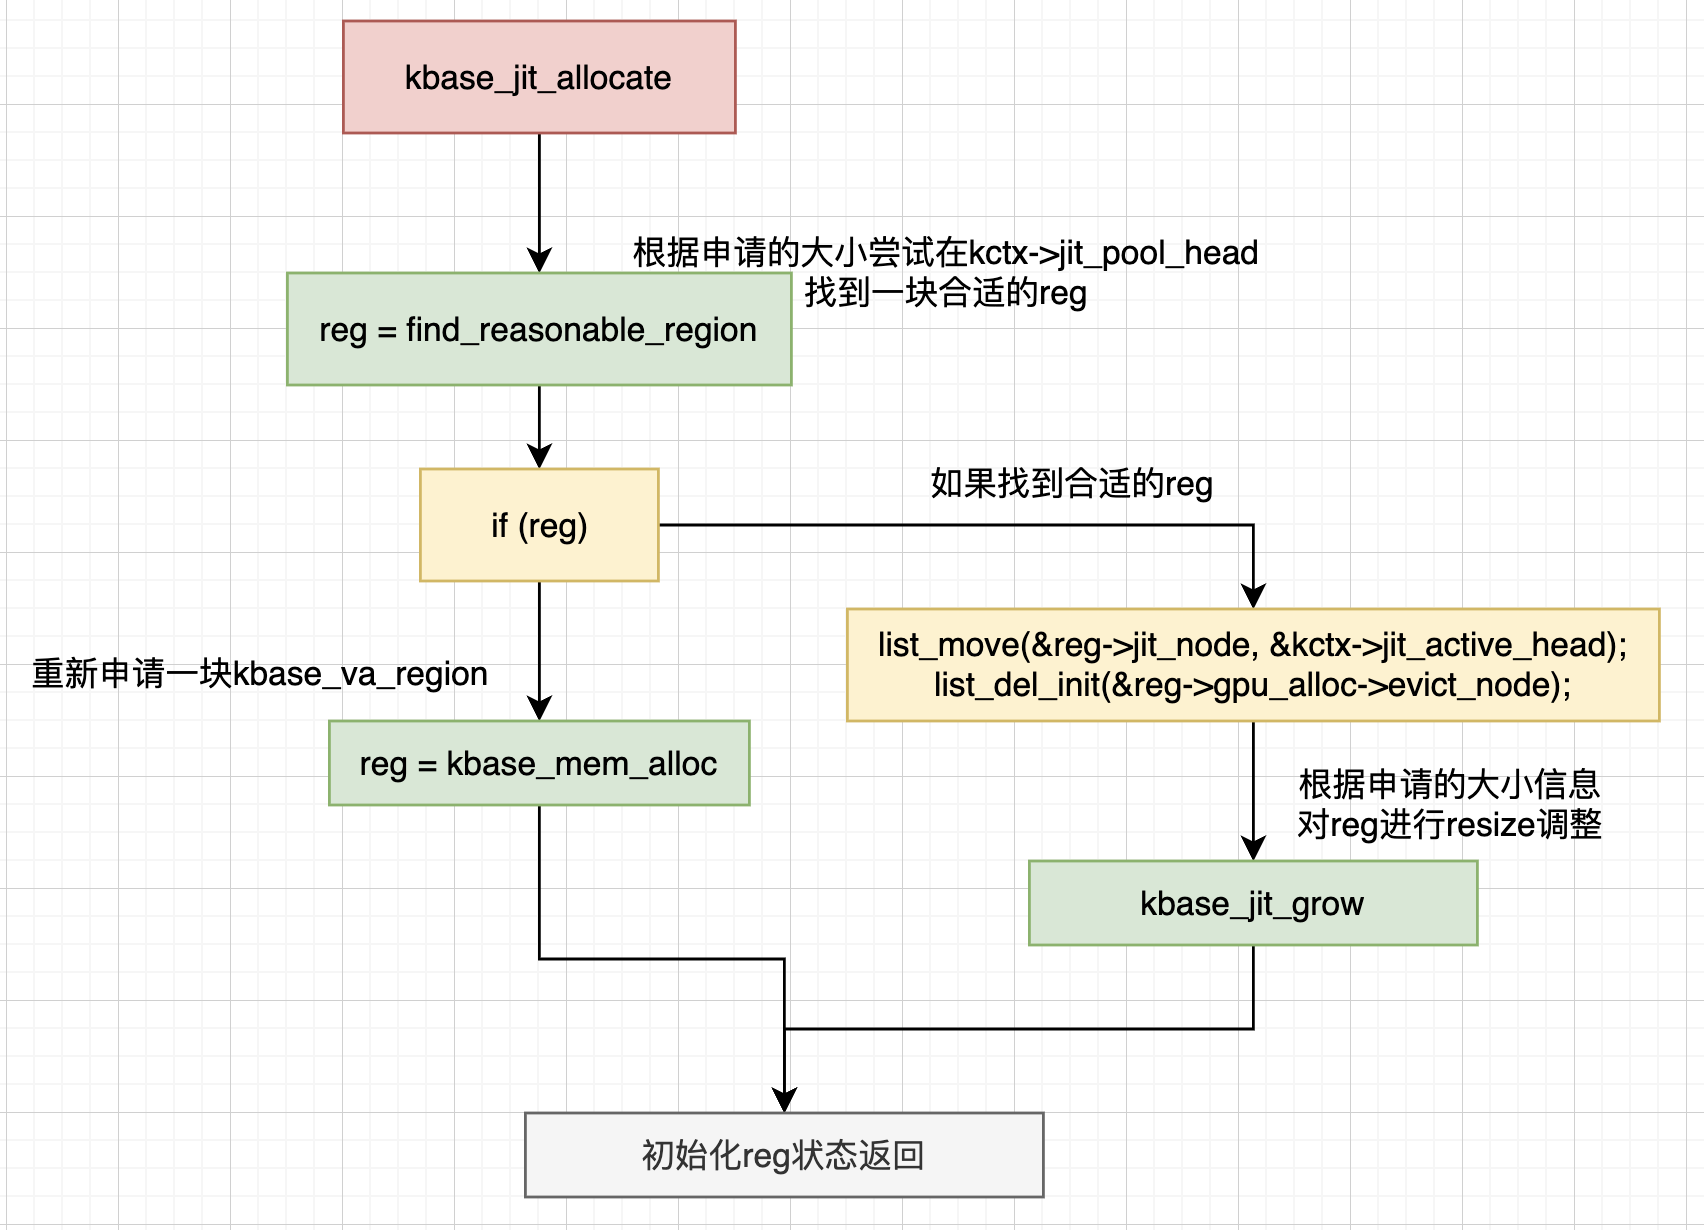 kbase_jit_allocate
根据申请的大小尝试在kctx->jit_pool_head
找到一块合适的reg
reg = find_reasonable_region
如果找到合适的reg
if (reg)
list_move(&reg->jit_node, &kctx->jit_active_head);
list_del_init(&reg->gpu_alloc->evict_node);
重新申请一块kbase_va_region
reg = kbase_mem_alloc
根据申请的大小信息
对reg进行resize调整
kbase_jit_grow
初始化reg状态返回